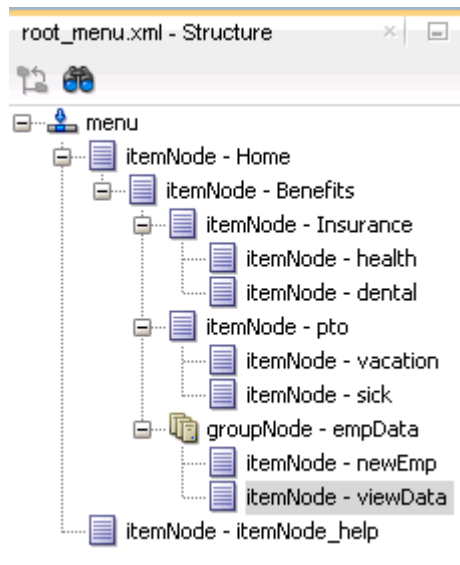 root_menu.xml - Structure
menu
itemNode - Home
itemNode - Benefits
itemNode - Insurance
itemNode - health
itemNode - dental
itemNode - pto
itemNode - vacation
itemNode - sick
groupNode - empData
itemNode - newEmp
itemNode - viewData
itemNode - itemNode_help